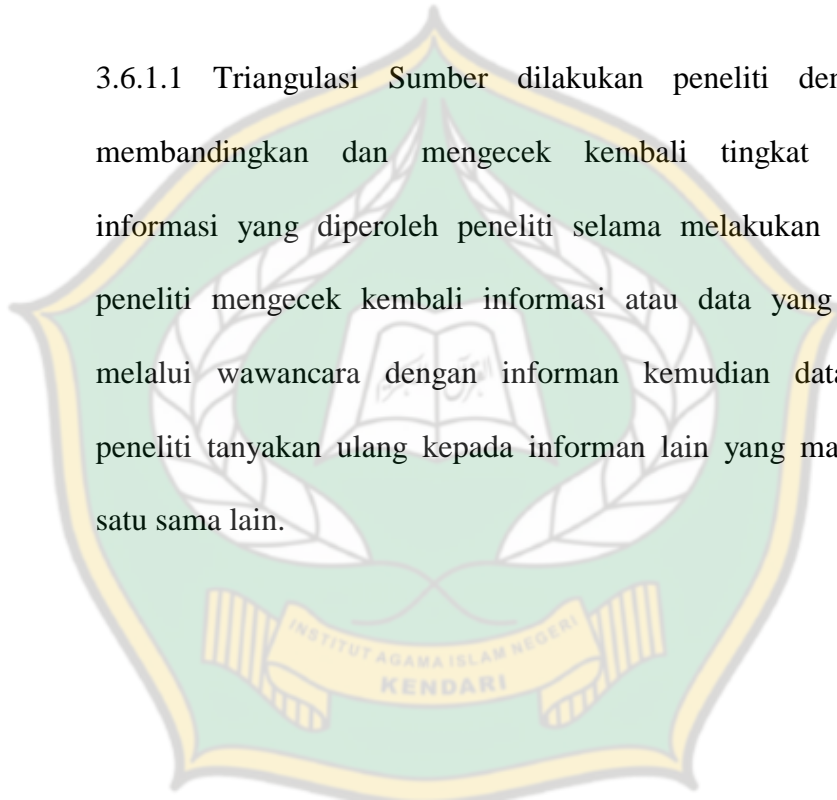 3.6.1.1 Triangulasi Sumber dilakukan peneliti
membandingkan dan mengecek kembali tingkat
informasi yang diperoleh peneliti selama melakukan
peneliti mengecek kembali informasi atau data yang
melalui wawancara dengan informan kemudian data
peneliti tanyakan ulang kepada informan lain yang
satu sama lain.
INSTITUT AGAMA ISLAM NEGERI
KENDARI